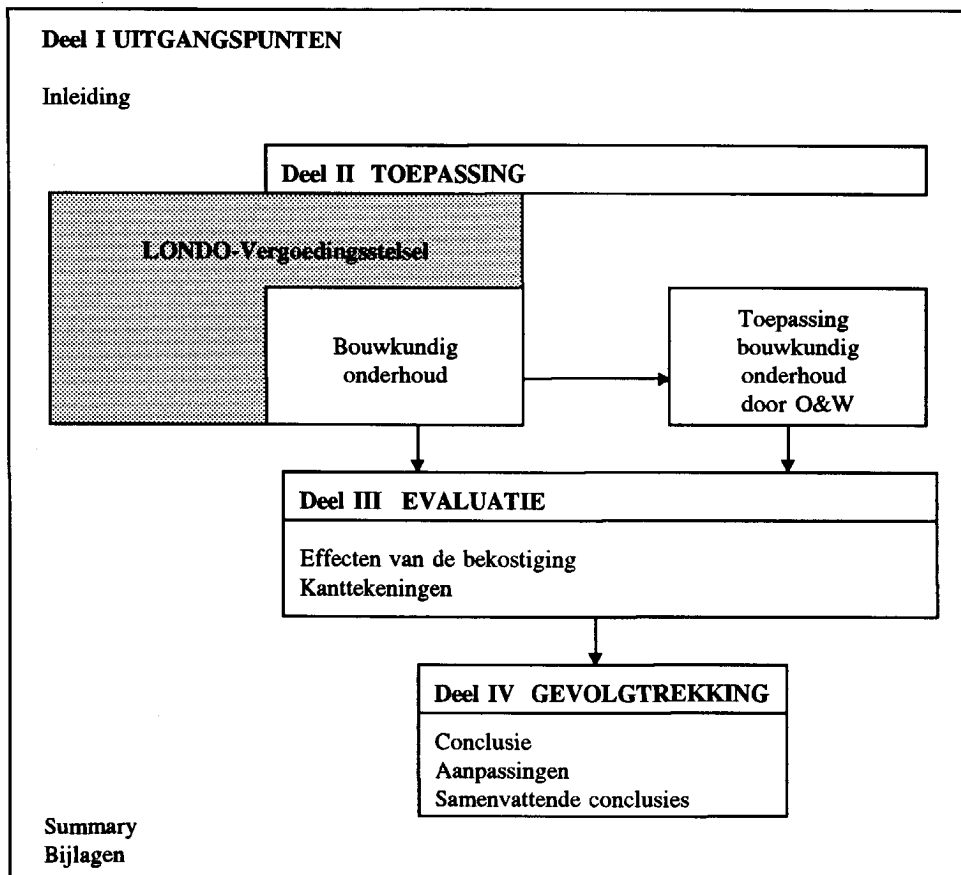 Deel I UITGANGSPUNTEN
Inleiding
Deel II TOEPASSING
LONDO-Vergoedingsstelsel
Bouwkundig
onderhoud
Toepassing
bouwkundig
onderhoud
door O&W
Deel III EVALUATIE
Effecten van de bekostiging
Kanttekeningen
Deel IV GEVOLGTREKKING
Conclusie
Aanpassingen
Samenvattende conclusies
Summary
Bijlagen